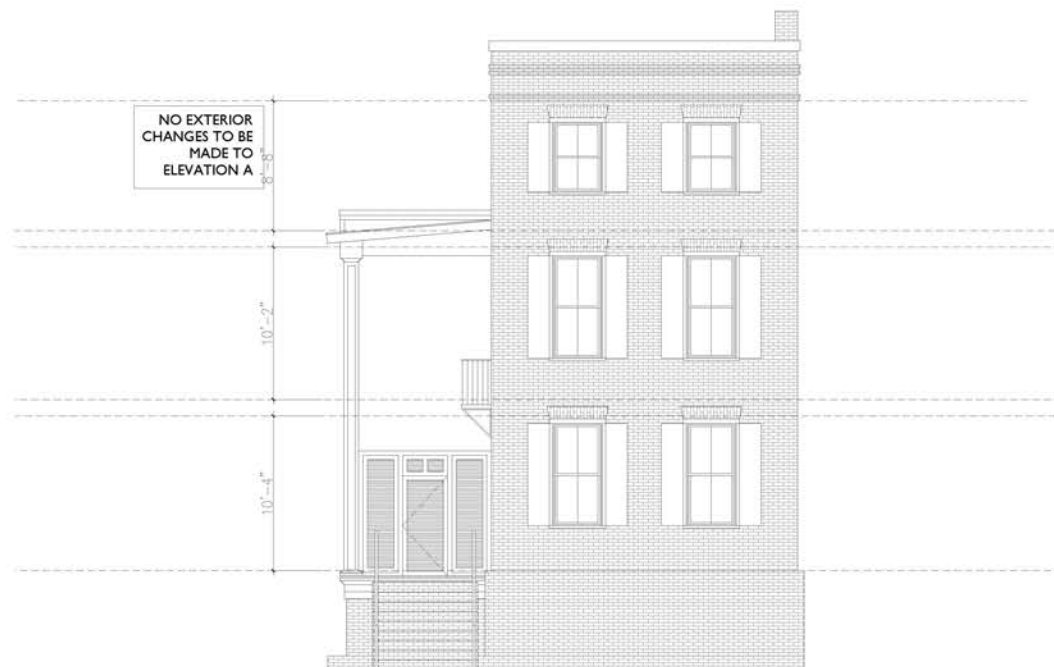 NO EXTERIOR
CHANGES TO BE
MADE TO
ELEVATION A
8'-8"
10'-2"
10'-4"